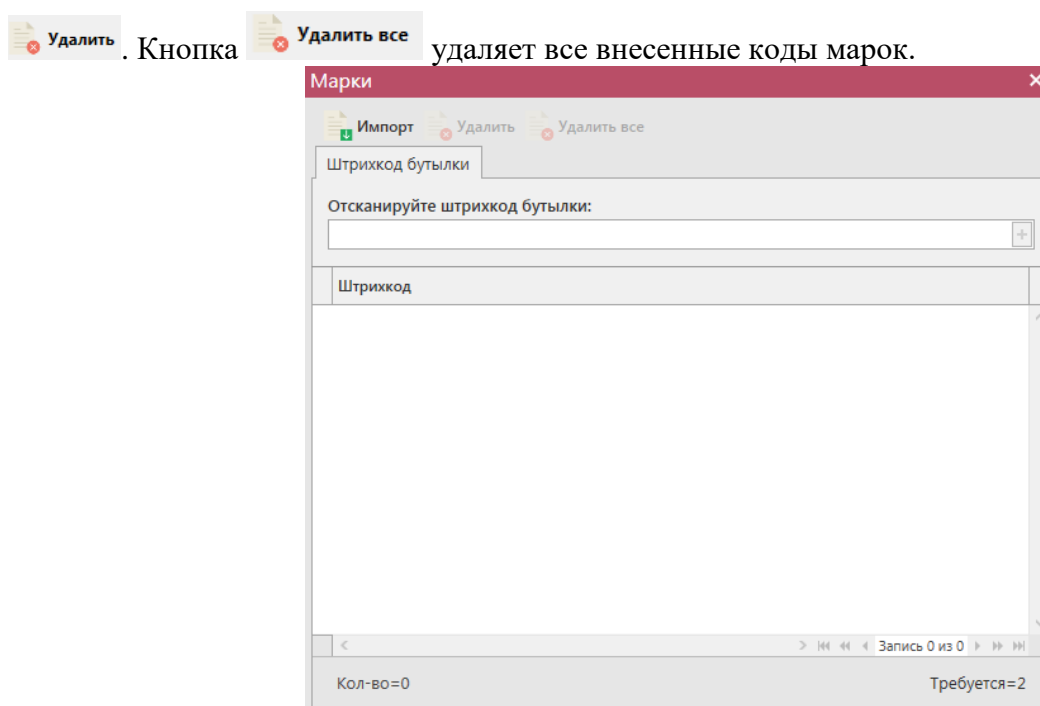 Удалить . Кнопка Удалить все удаляет все внесенные коды марок.
Марки
Импорт Удалить Удалить все
Штрихкод бутылки
Отсканируйте штрихкод бутылки:
Штрихкод
Запись 0 из 0
Кол-во=0 Требуется=2